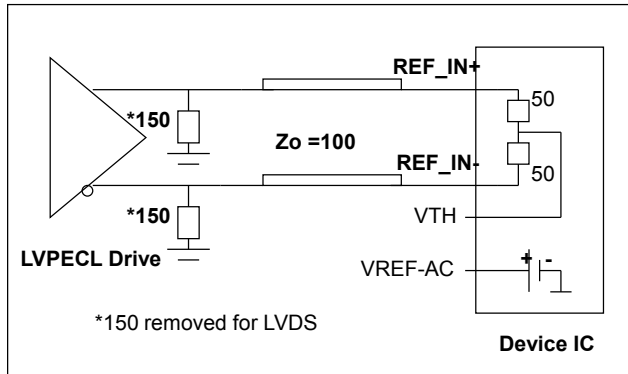 REF_IN+
50
*150
Zo =100
REF_IN-
50
*150
VTH
LVPECL Drive
VREF-AC
+ -
*150 removed for LVDS
Device IC